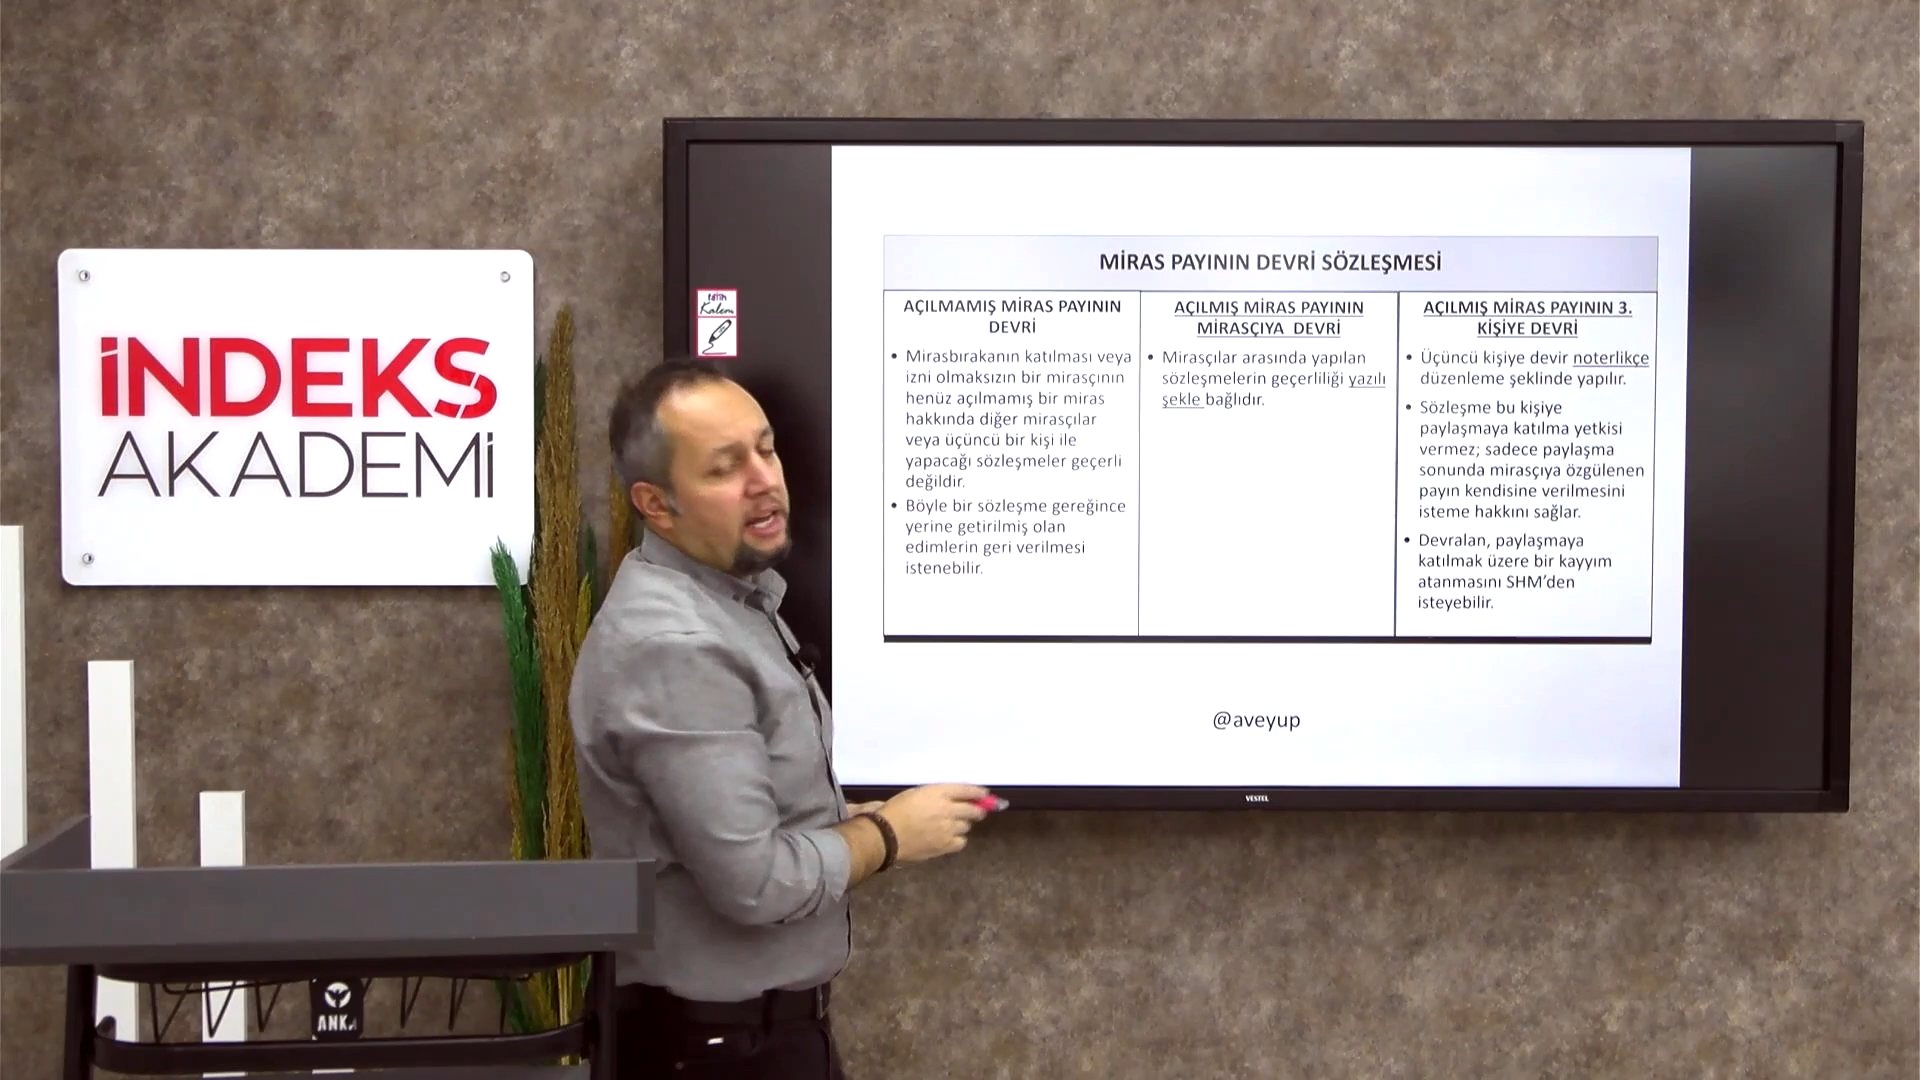 İNDEKS
AKADEMİ
Kalem
MİRAS PAYININ DEVRİ SÖZLEŞMESİ
AÇILMAMIŞ MİRAS PAYININ
DEVRİ
• Mirasbırakanın katılması veya
izni olmaksızın bir mirasçının
henüz açılmamış bir miras
hakkında diğer mirasçılar
veya üçüncü bir kişi ile
yapacağı sözleşmeler geçerli
değildir.
• Böyle bir sözleşme gereğince
yerine getirilmiş olan
edimlerin geri verilmesi
istenebilir.
AÇILMIŞ MİRAS PAYININ
MİRASÇIYA DEVRİ
• Mirasçılar arasında yapılan
sözleşmelerin geçerliliği yazılı
şekle bağlıdır.
AÇILMIŞ MİRAS PAYININ 3.
KİŞİYE DEVRİ
• Üçüncü kişiye devir noterlikçe
düzenleme şeklinde yapılır.
• Sözleşme bu kişiye
paylaşmaya katılma yetkisi
vermez; sadece paylaşma
sonunda mirasçıya özgülenen
payın kendisine verilmesini
isteme hakkını sağlar.
• Devralan, paylaşmaya
katılmak üzere bir kayyım
atanmasını SHM’den
isteyebilir.
@aveyup
VESTEL
ANKA